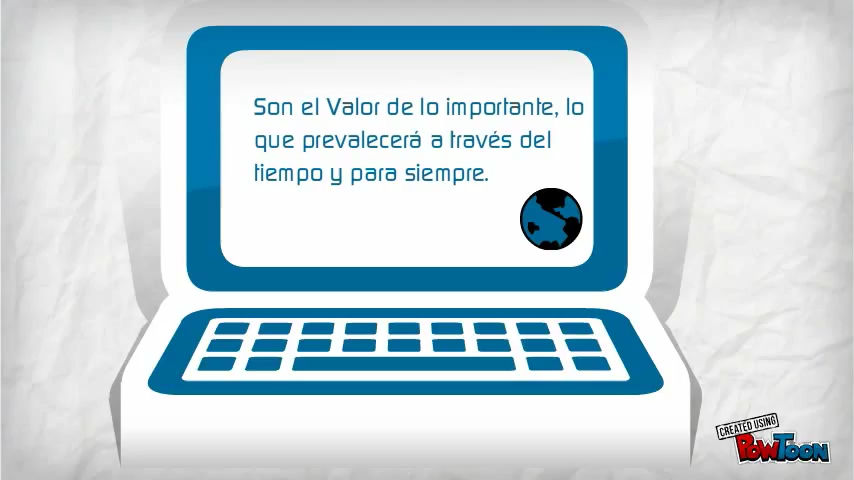 Son el Valor de lo importante, lo
que prevalecerá a través del
tiempo y para siempre.
CREATED USING
POWTOON